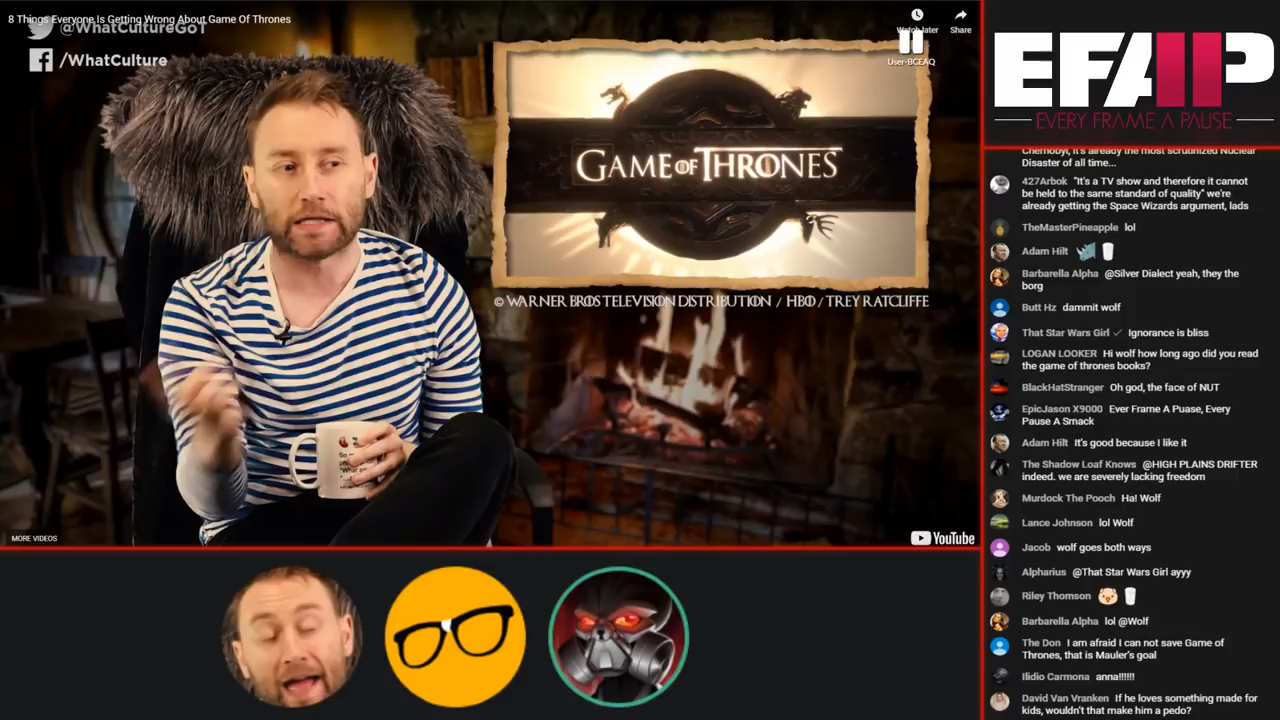 8 Things Everyone Is Getting Wrong About Game Of Thrones
@WhatCultureGoT
/WhatCulture
Watch later
Share
User-BCEAQ
GAME OF THRONES
© WARNER BROS TELEVISION DISTRIBUTION / HBO / TREY RATCLIFFE
MORE VIDEOS
YouTube
EFAP
EVERY FRAME A PAUSE
Chernobyl, it's already the most scrutinized Nuclear
Disaster of all time...
427Arbok "It's a TV show and therefore it cannot
be held to the same standard of quality" we're
already getting the Space Wizards argument, lads
TheMasterPineapple lol
Adam Hilt
Barbarella Alpha @Silver Dialect yeah, they the
borg
Butt Hz dammit wolf
That Star Wars Girl Ignorance is bliss
LOGAN LOOKER Hi wolf how long ago did you read
the game of thrones books?
BlackHatStranger Oh god, the face of NUT
EpicJason X9000 Ever Frame A Puase, Every
Pause A Smack
Adam Hilt It's good because I like it
The Shadow Loaf Knows @HIGH PLAINS DRIFTER
indeed. we are severely lacking freedom
Murdock The Pooch Ha! Wolf
Lance Johnson lol Wolf
Jacob wolf goes both ways
Alpharius @That Star Wars Girl ayyy
Riley Thomson
Barbarella Alpha lol @Wolf
The Don I am afraid I can not save Game of
Thrones, that is Mauler's goal
Ilidio Carmona anna!!!!!!
David Van Vranken If he loves something made for
kids, wouldn't that make him a pedo?